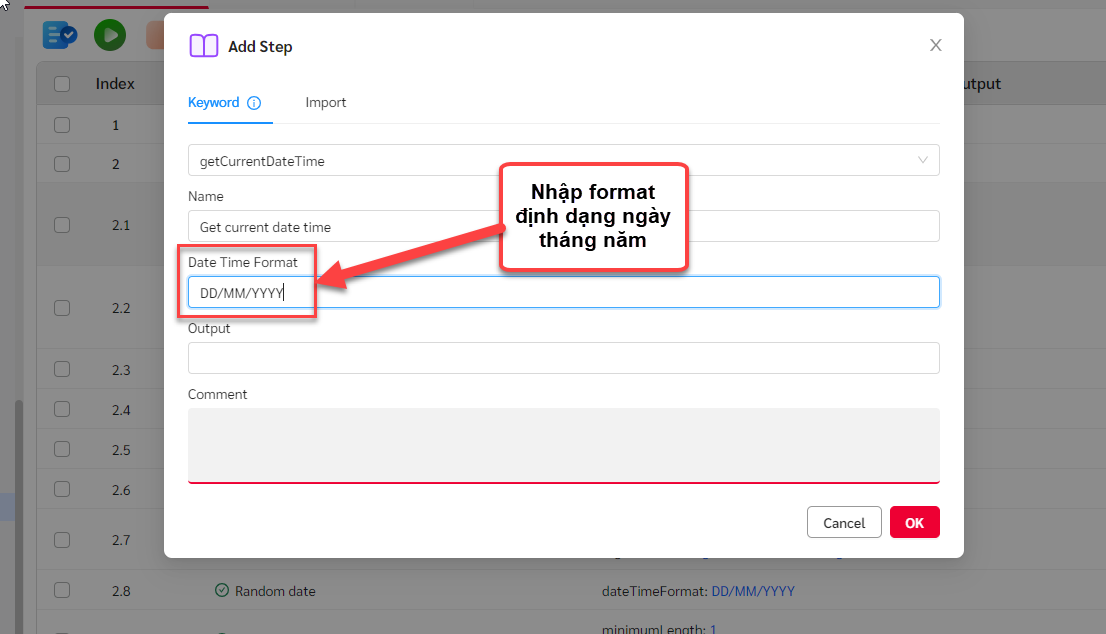 Add Step
Keyword
Import
Index
utput
1
2
2.1
2.2
2.3
2.4
2.5
2.6
2.7
2.8
getCurrentDateTime
Name
Get current date time
Nhập format
định dạng ngày
tháng năm
Date Time Format
DD/MM/YYYY
Output
Comment
Cancel
OK
Random date
dateTimeFormat: DD/MM/YYYY
minimumLength: 1